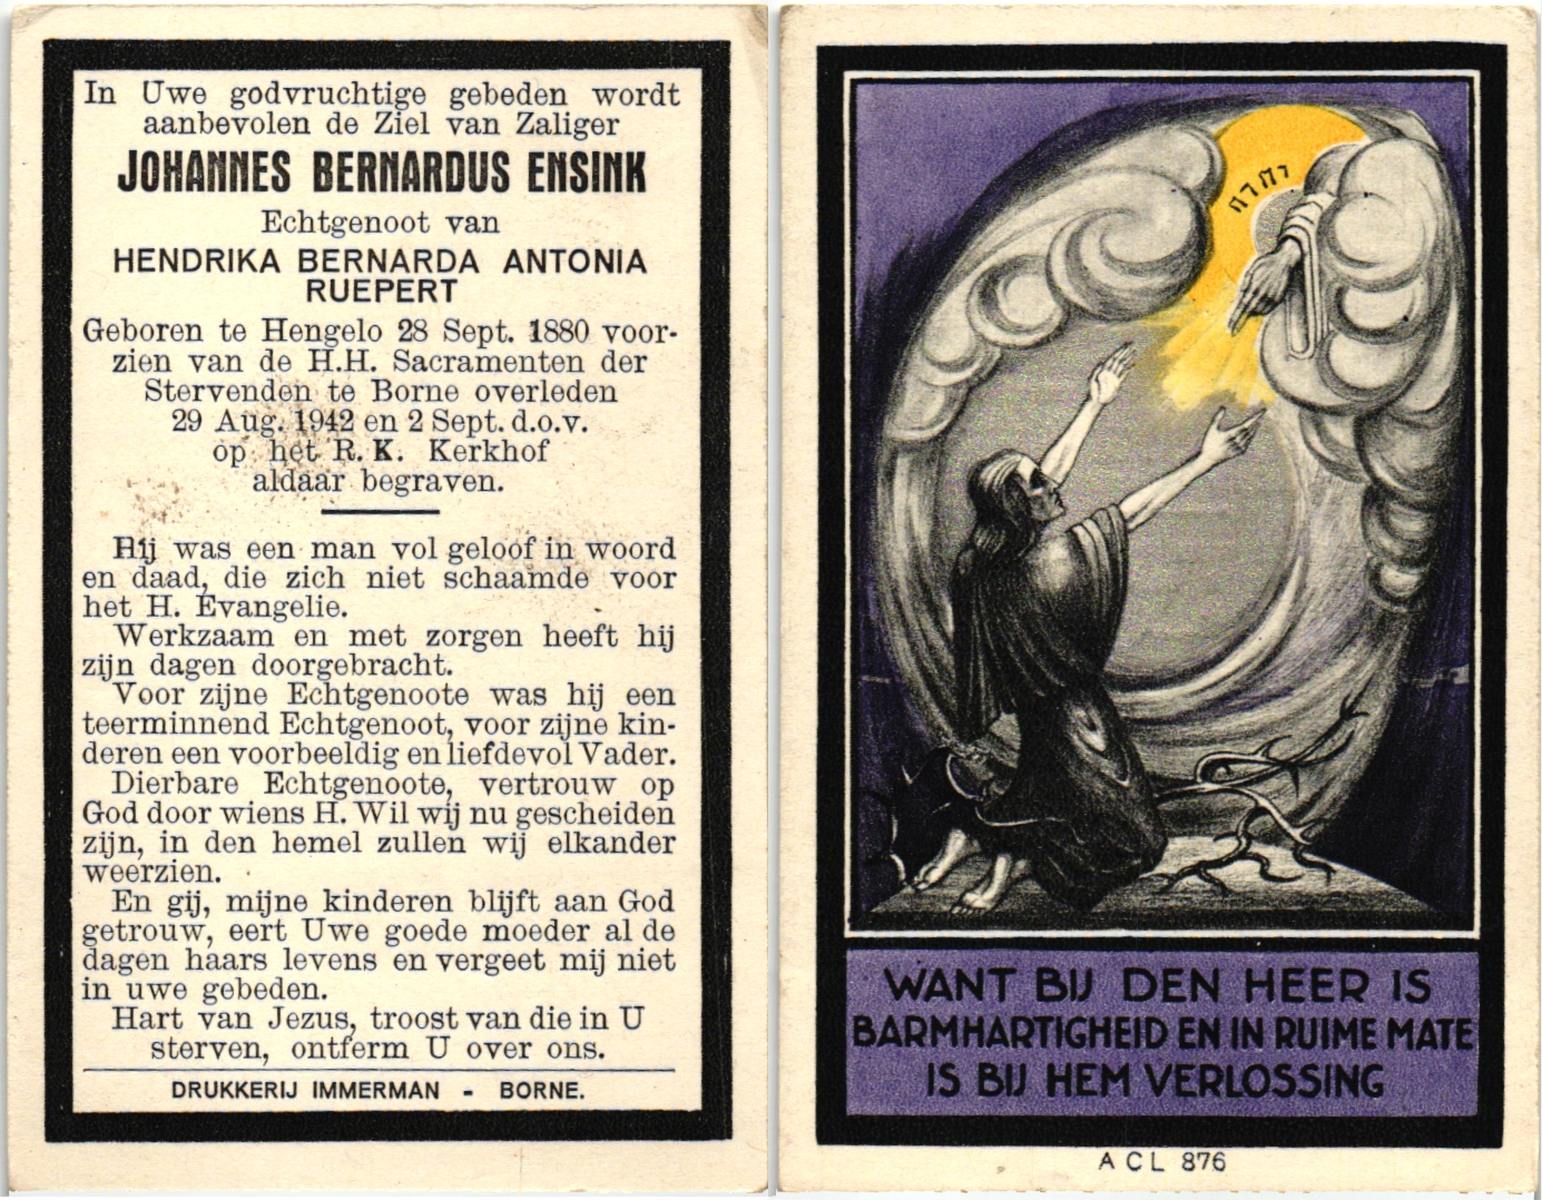 In Uwe godvruchtige gebeden wordt
aanbevolen de Ziel van Zaliger
JOHANNES BERNARDUS ENSINK
Echtgenoot van
HENDRIKA BERNARDA ANTONIA
RUEPERT
Geboren te Hengelo 28 Sept. 1880 voor-
zien van de H.H. Sacramenten der
Stervenden te Borne overleden
29 Aug. 1942 en 2 Sept. d.o.v.
op het R. K. Kerkhof
aldaar begraven.
Hij was een man vol geloof in woord
en daad, die zich niet schaamde voor
het H. Evangelie.
Werkzaam en met zorgen heeft hij
zijn dagen doorgebracht.
Voor zijne Echtgenoote was hij een
teerminnend Echtgenoot, voor zijne kin-
deren een voorbeeldig en liefdevol Vader.
Dierbare Echtgenoote, vertrouw op
God door wiens H. Wil wij nu gescheiden
zijn, in den hemel zullen wij elkander
weerzien.
En gij, mijne kinderen blijft aan God
getrouw, eert Uwe goede moeder al de
dagen haars levens en vergeet mij niet
in uwe gebeden.
Hart van Jezus, troost van die in U
sterven, ontferm U over ons.
DRUKKERIJ IMMERMAN - BORNE.
יהוה
WANT BIJ DEN HEER IS
BARMHARTIGHEID EN IN RUIME MATE
IS BIJ HEM VERLOSSING
ACL 876